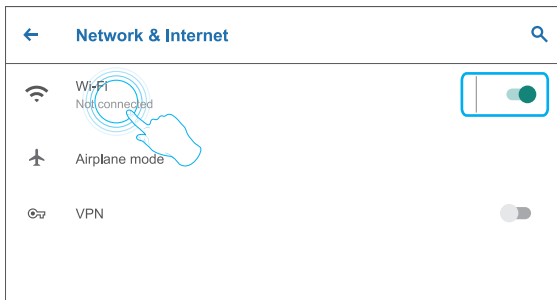 Network & Internet
Wi-Fi
Not connected
Airplane mode
VPN